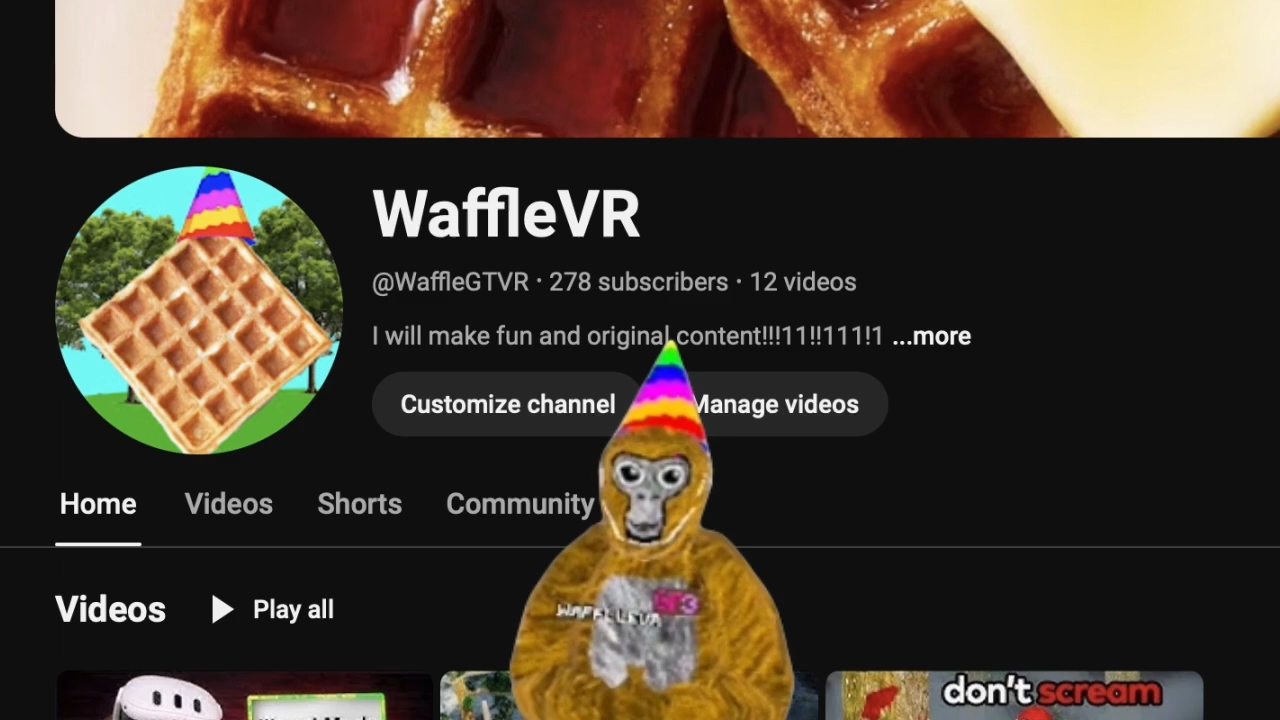 WaffleVR
@WaffleGTVR · 278 subscribers · 12 videos
I will make fun and original content!!!11!!111!1 ...more
Customize channel
Manage videos
Home Videos Shorts Community
Videos Play all
don't scream